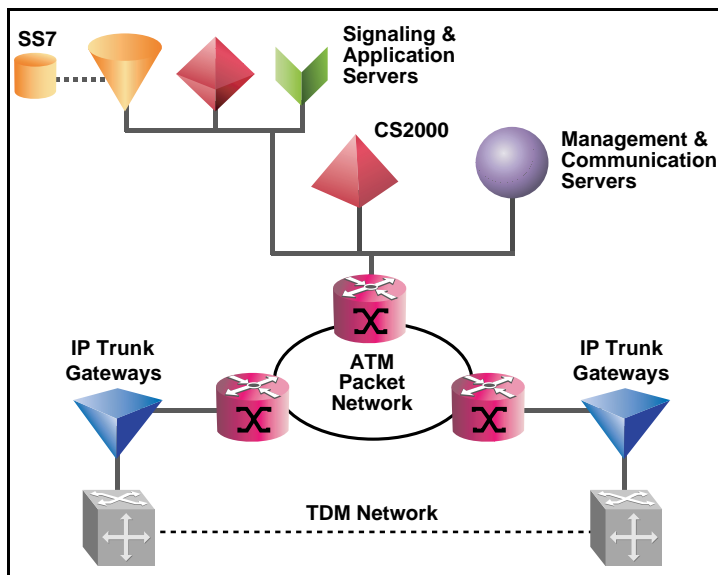 SS7
Signaling &
Application
Servers
CS2000
Management &
Communication
Servers
IP Trunk
Gateways
ATM
Packet
Network
IP Trunk
Gateways
TDM Network